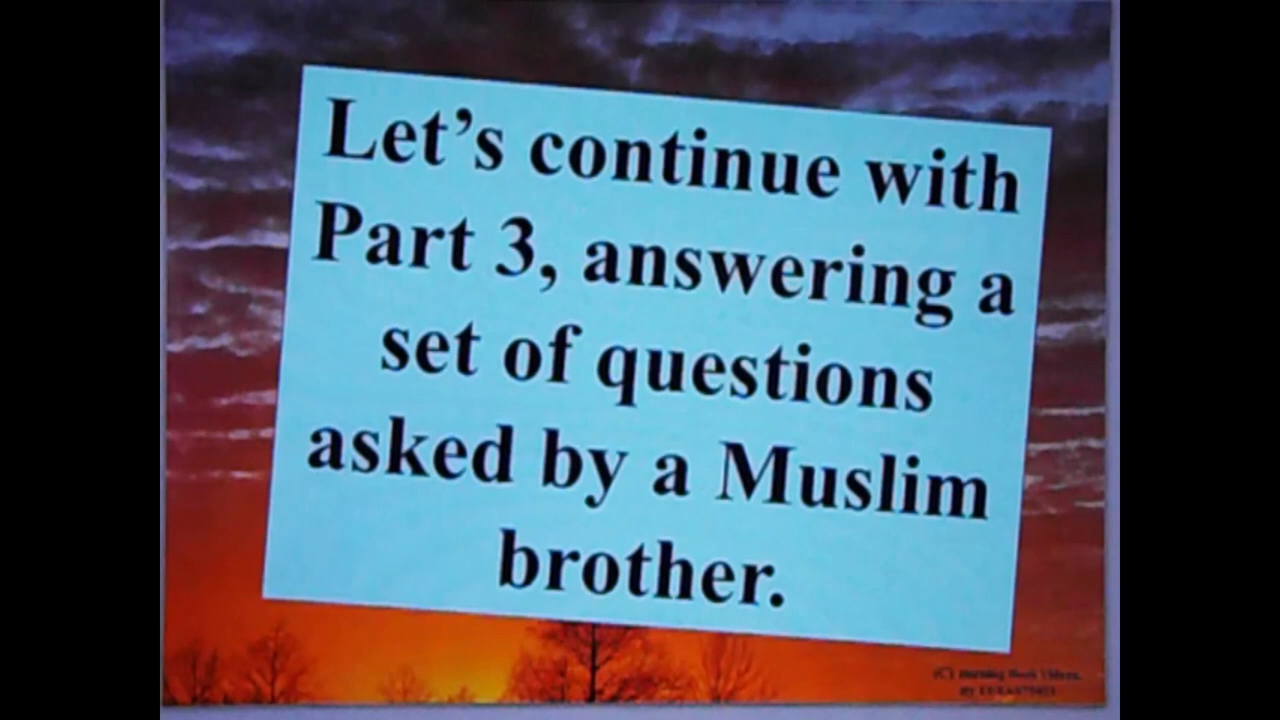 Let’s continue with
Part 3, answering a
set of questions
asked by a Muslim
brother.